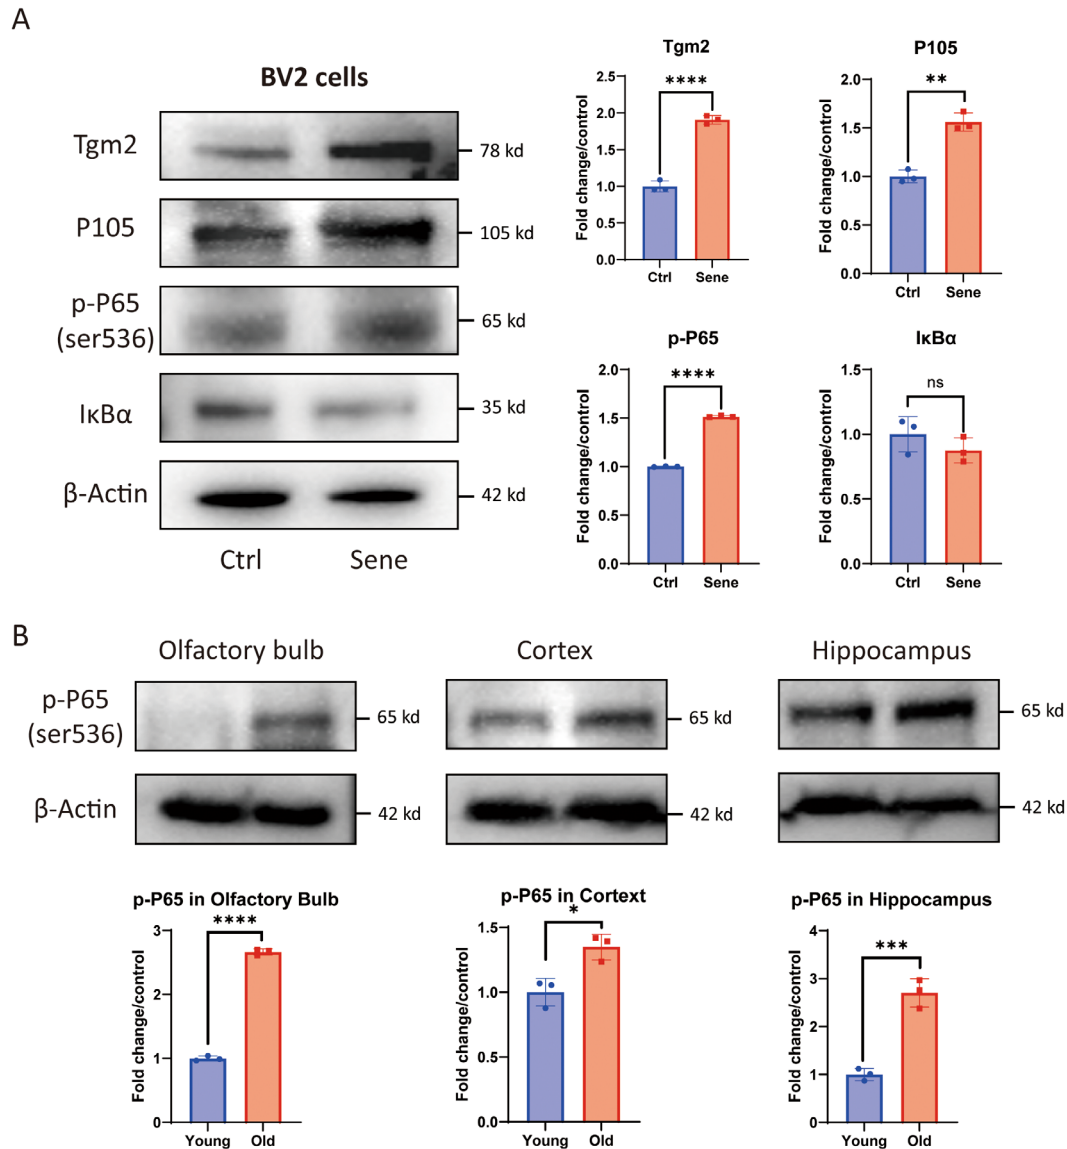 A
BV2 cells
Tgm2
78 kd
P105
105 kd
p-P65
(ser536)
65 kd
IκBα
35 kd
β-Actin
42 kd
Ctrl
Sene
Tgm2
Fold change/control
2.5
2.0
1.5
1.0
0.5
0.0
****
Ctrl
Sene
P105
Fold change/control
2.0
1.5
1.0
0.5
0.0
**
Ctrl
Sene
p-P65
Fold change/control
2.0
1.5
1.0
0.5
0.0
****
Ctrl
Sene
IκBα
Fold change/control
1.5
1.0
0.5
0.0
ns
Ctrl
Sene
B
Olfactory bulb
Cortex
Hippocampus
p-P65
(ser536)
65 kd
65 kd
65 kd
β-Actin
42 kd
42 kd
42 kd
p-P65 in Olfactory Bulb
Fold change/control
3
2
1
0
****
Young
Old
p-P65 in Cortext
Fold change/control
1.5
1.0
0.5
0.0
*
Young
Old
p-P65 in Hippocampus
Fold change/control
4
3
2
1
0
***
Young
Old